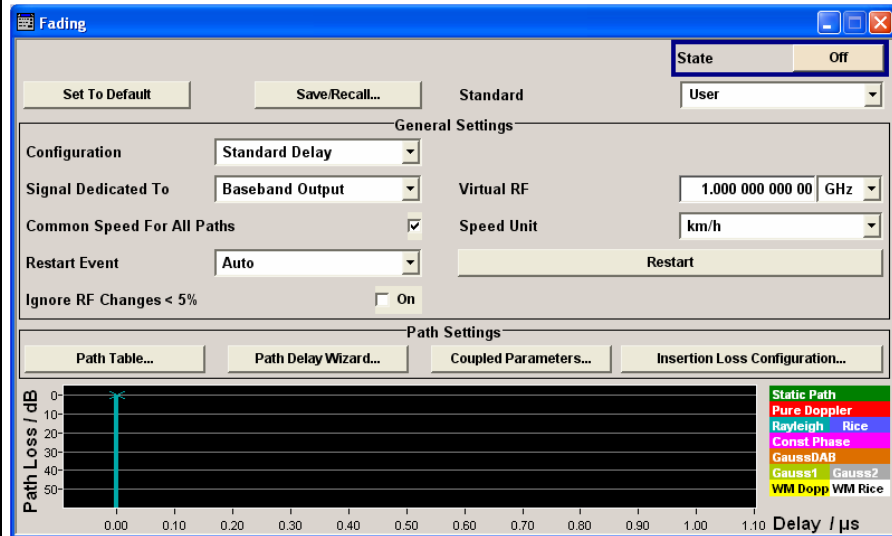 Fading
State Off
Set To Default Save/Recall... Standard User
General Settings
Configuration Standard Delay
Signal Dedicated To Baseband Output Virtual RF 1.000 000 000 00 GHz
Common Speed For All Paths Speed Unit km/h
Restart Event Auto Restart
Ignore RF Changes < 5% On
Path Settings
Path Table... Path Delay Wizard... Coupled Parameters... Insertion Loss Configuration...
Path Loss / dB
0-
10-
20-
30-
40-
50-
Static Path
Pure Doppler
Rayleigh Rice
Const Phase
GaussDAB
Gauss1 Gauss2
WM Dopp WM Rice
0.00 0.10 0.20 0.30 0.40 0.50 0.60 0.70 0.80 0.90 1.00 1.10 Delay / µs